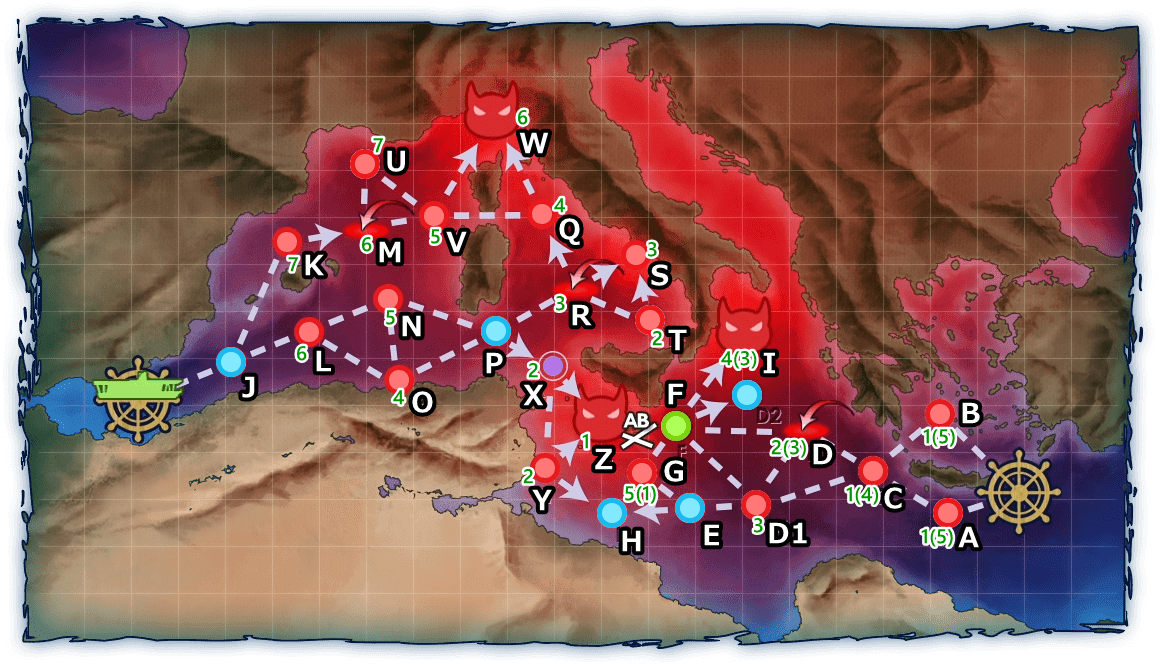 6
W
7
U
4
Q
5
V
6
M
7
K
3
S
3
R
2
T
5
N
P
6
L
J
4
O
2
X
4(3)
I
F
D2
AB
1
Z
G
5(1)
2
Y
H
E
3
D1
2(3)
D
1(4)
C
B
1(5)
1(5)
A